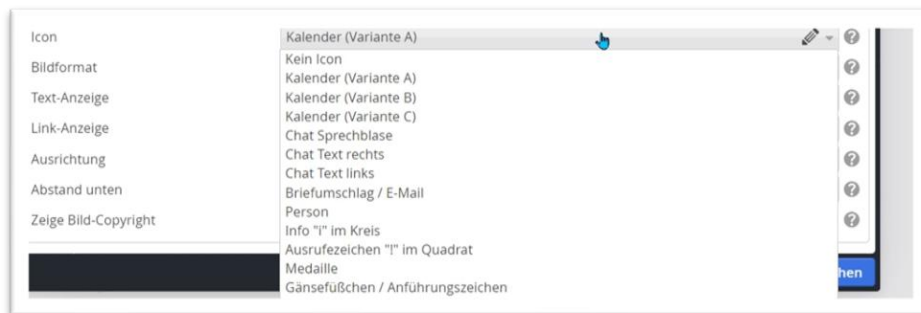 Icon
Kalender (Variante A)
Bildformat
Kein Icon
Kalender (Variante A)
Text-Anzeige
Kalender (Variante B)
Kalender (Variante C)
Link-Anzeige
Chat Sprechblase
Ausrichtung
Chat Text rechts
Chat Text links
Abstand unten
Briefumschlag / E-Mail
Person
Zeige Bild-Copyright
Info "i" im Kreis
Ausrufezeichen "!" im Quadrat
Medaille
Gänsefüßchen / Anführungszeichen
hen